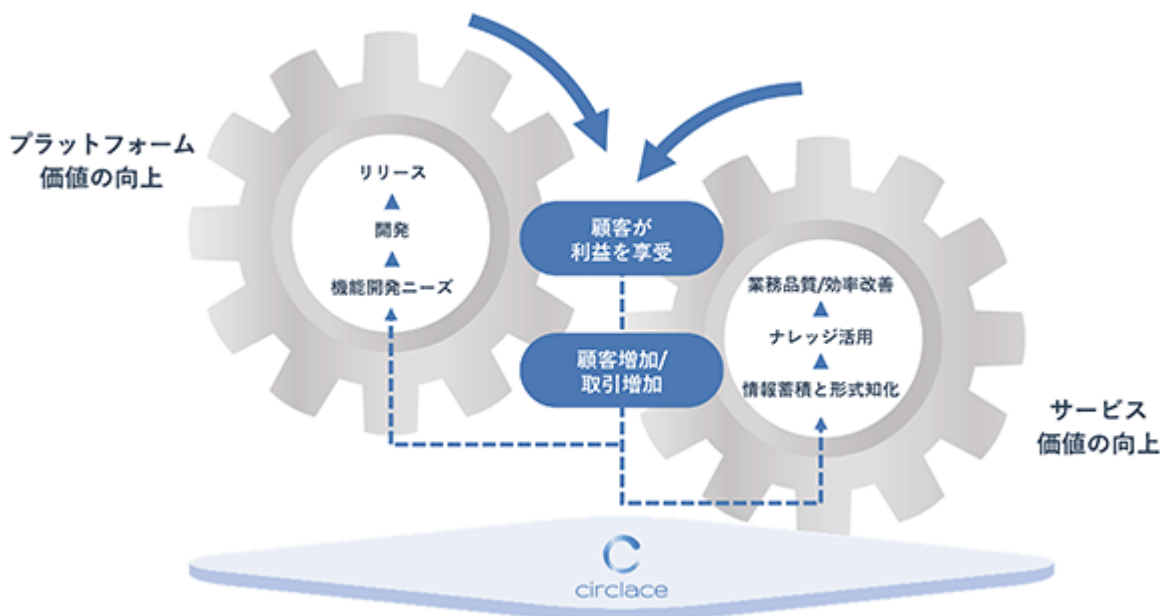 プラットフォーム
価値の向上
リリース
開発
機能開発ニーズ
顧客が
利益を享受
顧客増加/
取引増加
業務品質/効率改善
ナレッジ活用
情報蓄積と形式知化
サービス
価値の向上
circlace